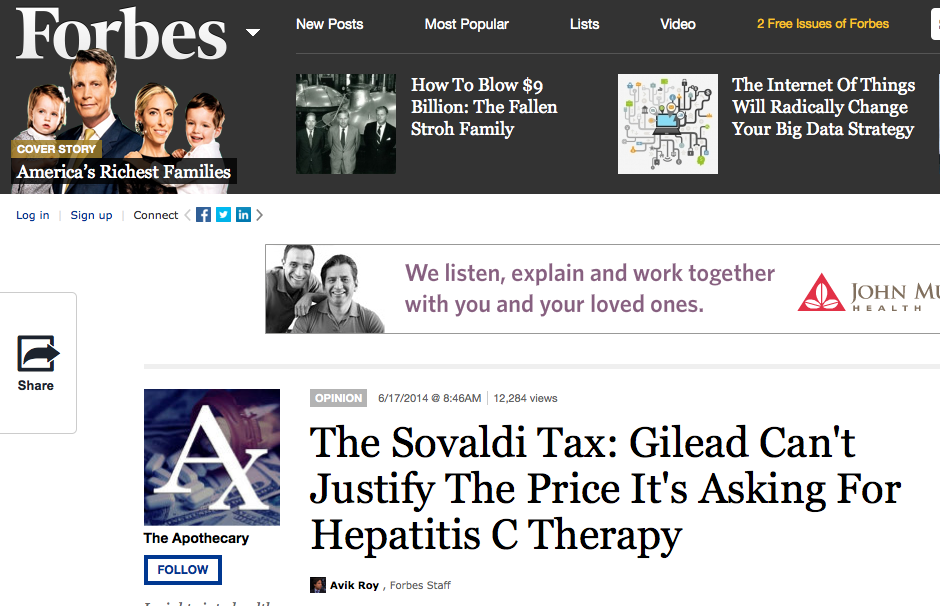 Forbes
New Posts
Most Popular
Lists
Video
2 Free Issues of Forbes
COVER STORY
America's Richest Families
How To Blow $9
Billion: The Fallen
Stroh Family
The Internet Of Things
Will Radically Change
Your Big Data Strategy
Log in | Sign up | Connect
We listen, explain and work together
with you and your loved ones.
JOHN MU
HEALTH
Share
Ax
The Apothecary
FOLLOW
OPINION 6/17/2014 @ 8:46AM | 12,284 views
The Sovaldi Tax: Gilead Can't
Justify The Price It's Asking For
Hepatitis C Therapy
Avik Roy , Forbes Staff